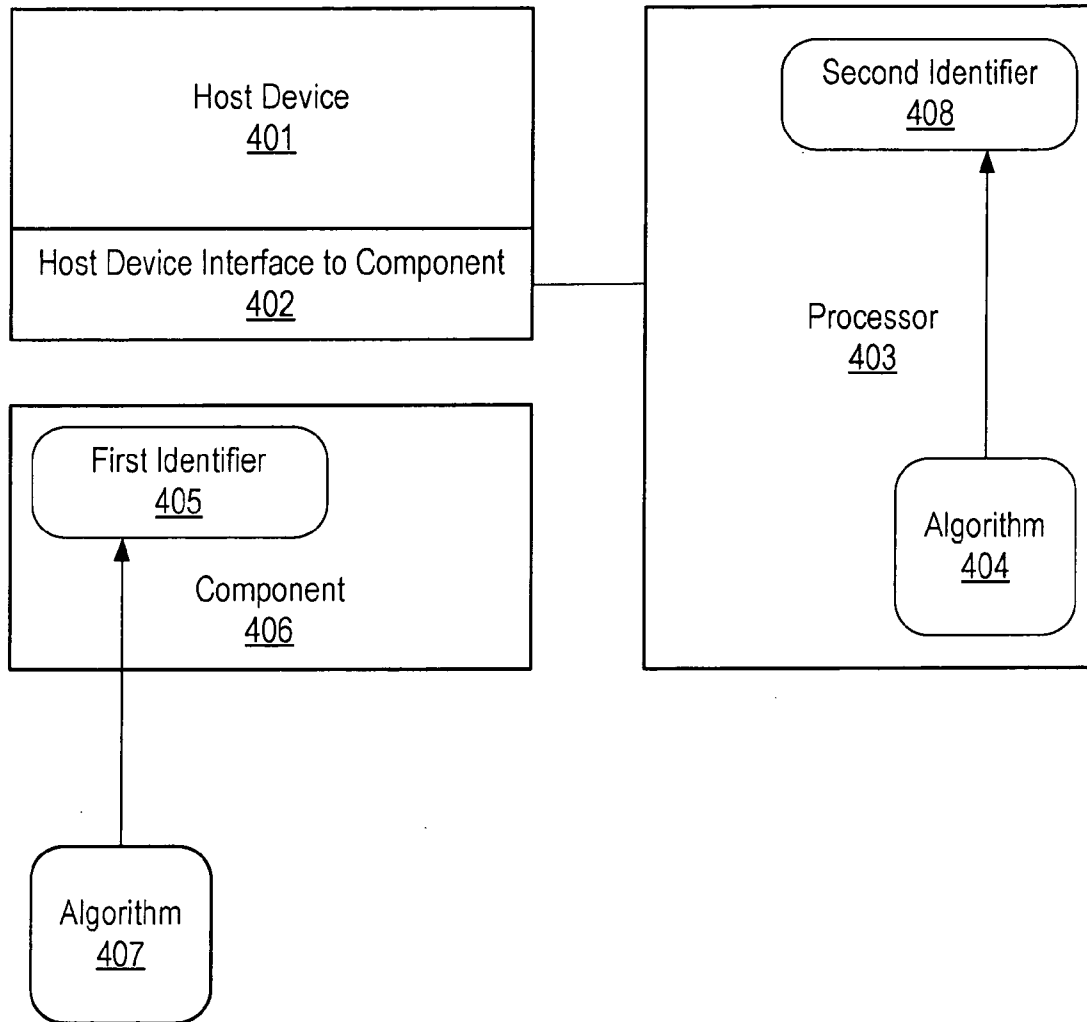 Host Device
401
Host Device Interface to Component
402
Second Identifier
408
Processor
403
Algorithm
404
First Identifier
405
Component
406
Algorithm
407